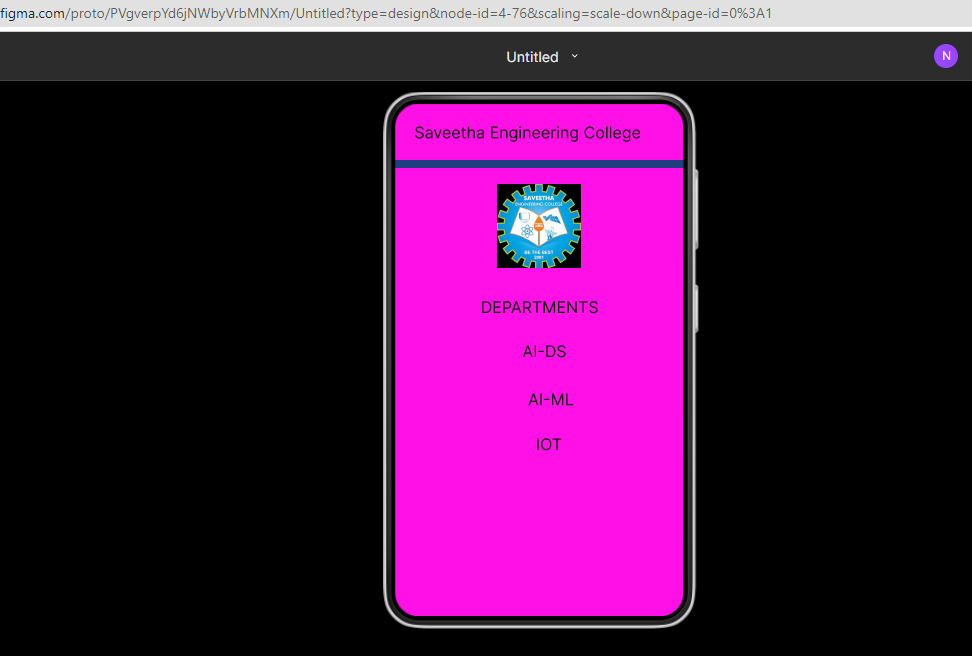 figma.com/proto/PVgverpYd6jNWbyVrbMNXm/Untitled?type=design&node-id=4-76&scaling=scale-down&page-id=0%3A1
Untitled
N
Saveetha Engineering College
SAVEETHA
ENGINEERING COLLEGE
BE THE BEST
2001
DEPARTMENTS
AI-DS
AI-ML
IOT